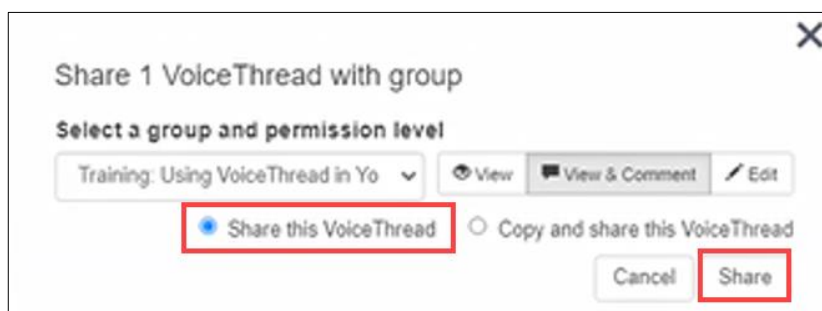 Share 1 VoiceThread with group
Select a group and permission level
Training: Using VoiceThread in Yo View View & Comment Edit
Share this VoiceThread Copy and share this VoiceThread
Cancel Share